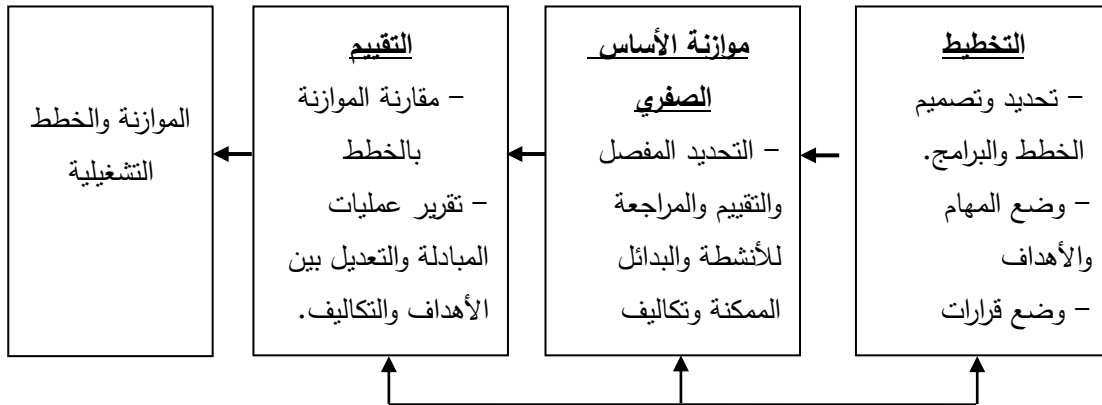 التخطيط
– تحديد وتصميم
الخطط والبرامج.
– وضع المهام
والأهداف
– وضع قرارات
موازنة الأساس
الصفري
– التحديد المفصل
والتقييم والمراجعة
للأنشطة والبدائل
الممكنة وتكاليف
التقييم
– مقارنة الموازنة
بالخطط
– تقرير عمليات
المبادلة والتعديل بين
الأهداف والتكاليف.
الموازنة والخطط
التشغيلية